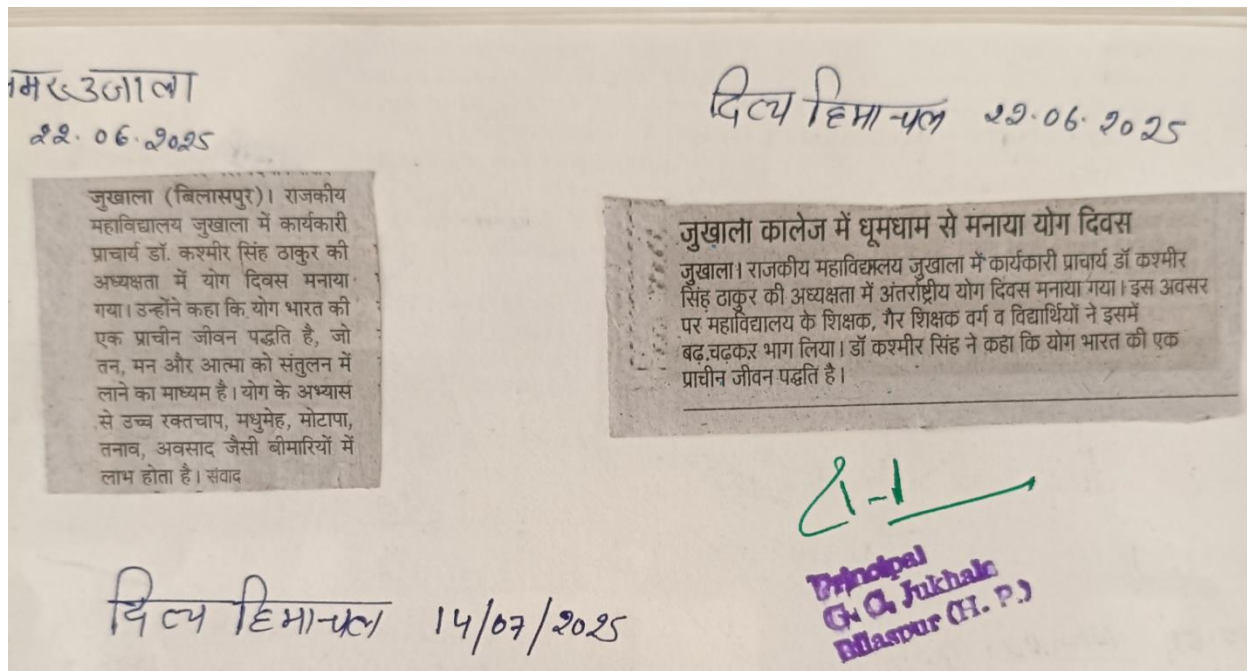 अमर उजाला
22.06.2025
जुखाला (बिलासपुर)। राजकीय
महाविद्यालय जुखाला में कार्यकारी
प्राचार्य डॉ. कश्मीर सिंह ठाकुर की
अध्यक्षता में योग दिवस मनाया
गया। उन्होंने कहा कि योग भारत की
एक प्राचीन जीवन पद्धति है, जो
तन, मन और आत्मा को संतुलन में
लाने का माध्यम है। योग के अभ्यास
से उच्च रक्तचाप, मधुमेह, मोटापा,
तनाव, अवसाद जैसी बीमारियों में
लाभ होता है। संवाद
दिव्य हिमाचल 22.06.2025
जुखाला कालेज में धूमधाम से मनाया योग दिवस
जुखाला। राजकीय महाविद्यालय जुखाला में कार्यकारी प्राचार्य डॉ कश्मीर
सिंह ठाकुर की अध्यक्षता में अंतर्राष्ट्रीय योग दिवस मनाया गया। इस अवसर
पर महाविद्यालय के शिक्षक, गैर शिक्षक वर्ग व विद्यार्थियों ने इसमें
बढ़.चढ़कर भाग लिया। डॉ कश्मीर सिंह ने कहा कि योग भारत की एक
प्राचीन जीवन पद्धति है।
Principal
G. C. Jukhala
Bilaspur (H. P.)
दिव्य हिमाचल 14/07/2025